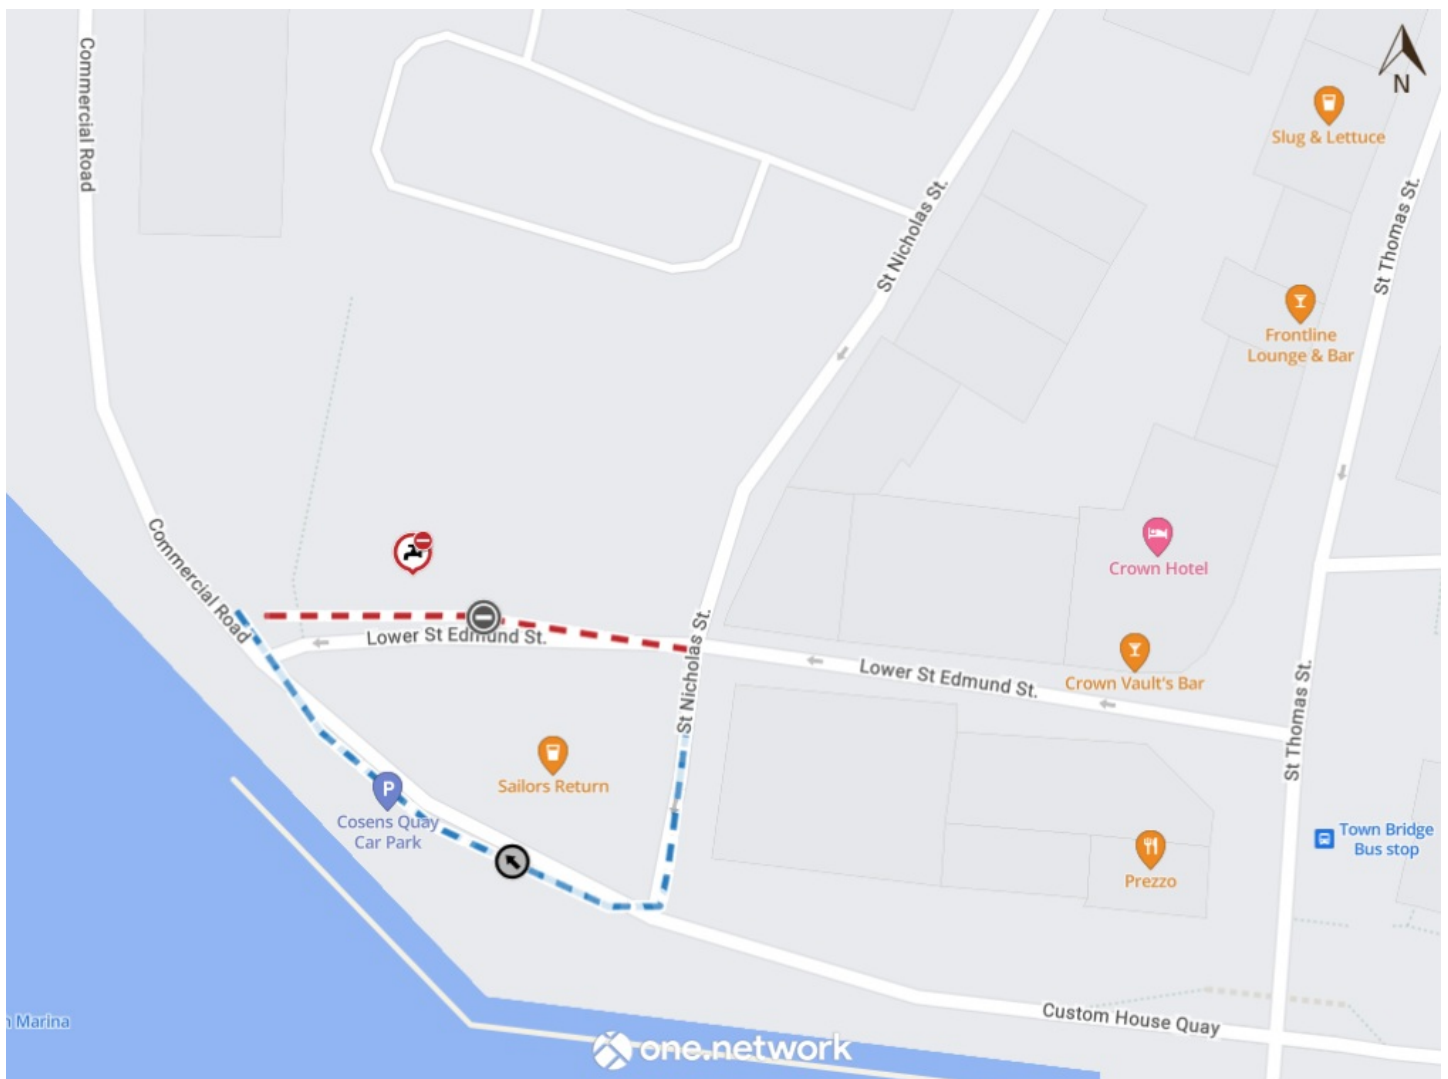 Commercial Road
N
Slug & Lettuce
St Nicholas St.
St Thomas St.
Frontline
Lounge & Bar
Commercial Road
Crown Hotel
Lower St Edmund St.
St Nicholas St.
Lower St Edmund St.
Crown Vault's Bar
St Thomas St.
Sailors Return
P
Cosens Quay
Car Park
Town Bridge
Bus stop
Prezzo
Custom House Quay
Marina
one.network